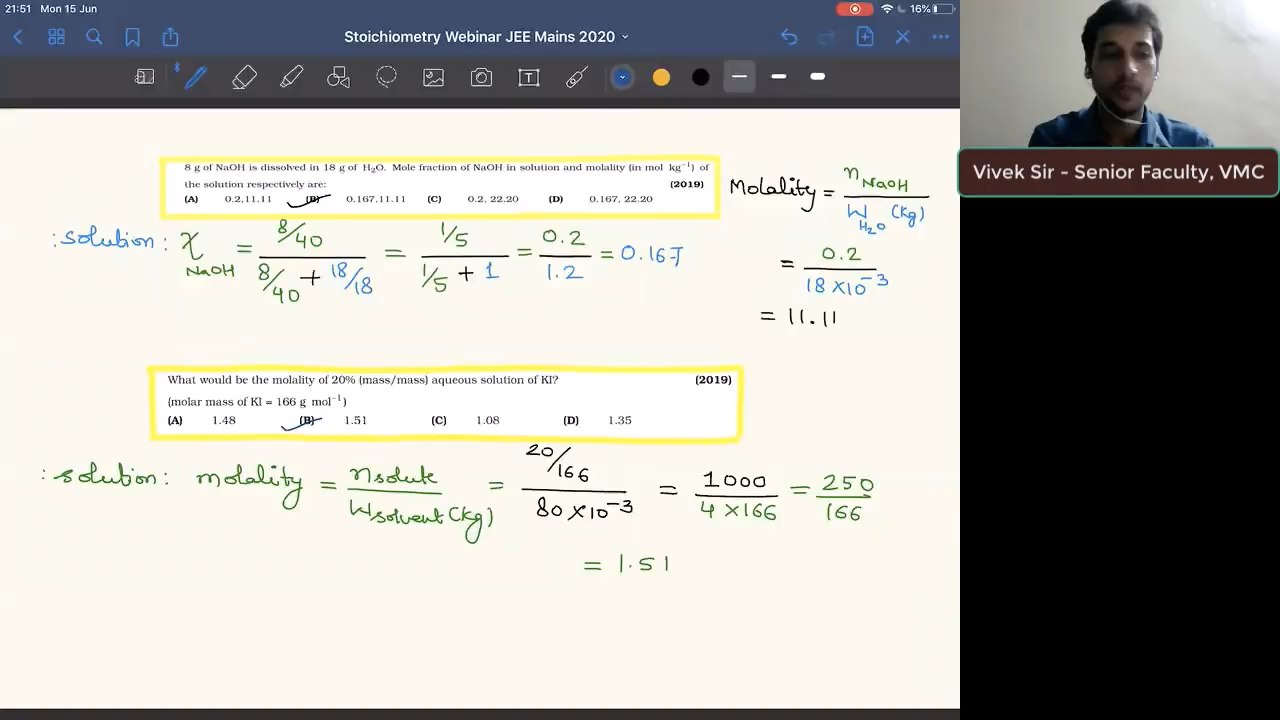 21:51 Mon 15 Jun
16%
Stoichiometry Webinar JEE Mains 2020
8 g of NaOH is dissolved in 18 g of H₂O. Mole fraction of NaOH in solution and molality (in mol kg⁻¹) of
the solution respectively are: (2019)
(A) 0.2,11.11 (B) 0.167,11.11 (C) 0.2, 22.20 (D) 0.167, 22.20
:solution: χ NaOH = 8/40 / (8/40 + 18/18) = 1/5 / (1/5 + 1) = 0.2 / 1.2 = 0.167
Molality = n NaOH / W H₂O (kg)
= 0.2 / 18 × 10⁻³
= 11.11
What would be the molality of 20% (mass/mass) aqueous solution of KI? (2019)
(molar mass of KI = 166 g mol⁻¹)
(A) 1.48 (B) 1.51 (C) 1.08 (D) 1.35
:solution: molality = n solute / W solvent (kg) = 20/166 / 80 × 10⁻³ = 1000 / 4 × 166 = 250 / 166
= 1.51
Vivek Sir - Senior Faculty, VMC